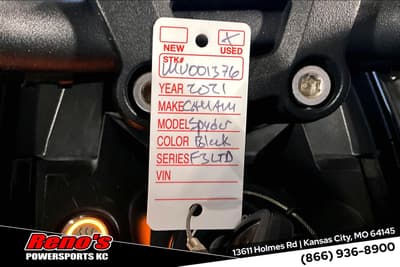 X
NEW USED
STK# UU001376
YEAR 2021
MAKE CANAM
MODEL Spyder
COLOR Black
SERIES F3LTD
VIN
Reno's
POWERSPORTS KC
13611 Holmes Rd | Kansas City, MO 64145
(866) 936-8900